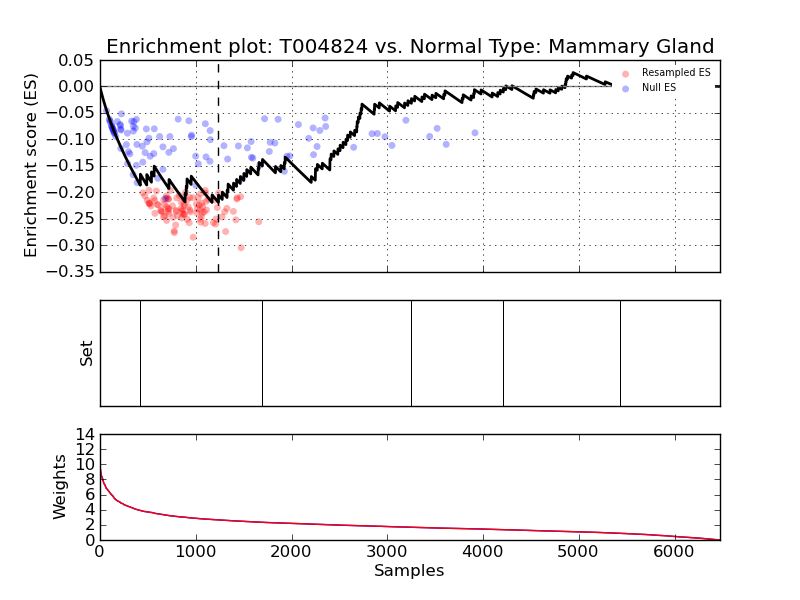 Enrichment plot: T004824 vs. Normal Type: Mammary Gland
Enrichment score (ES)
0.05
0.00
−0.05
−0.10
−0.15
−0.20
−0.25
−0.30
−0.35
Resampled ES
Null ES
Set
Weights
14
12
10
8
6
4
2
0
0 1000 2000 3000 4000 5000 6000
Samples